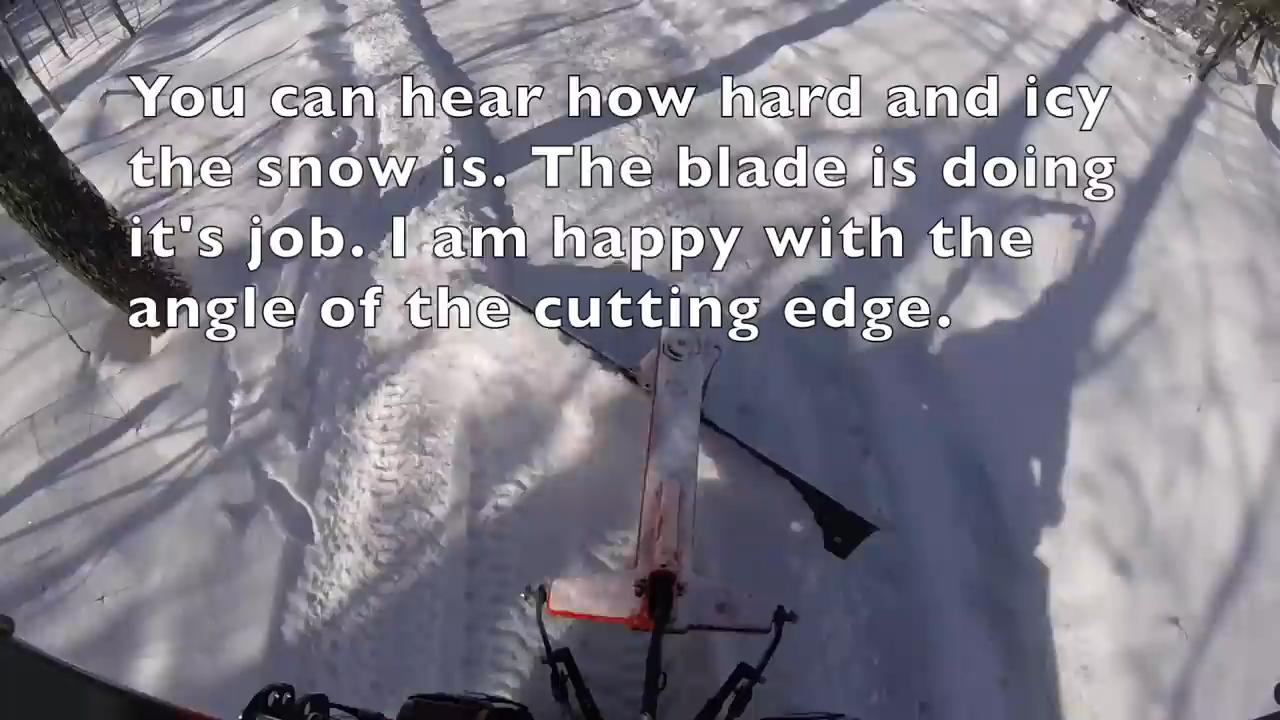 You can hear how hard and icy
the snow is. The blade is doing
it's job. I am happy with the
angle of the cutting edge.